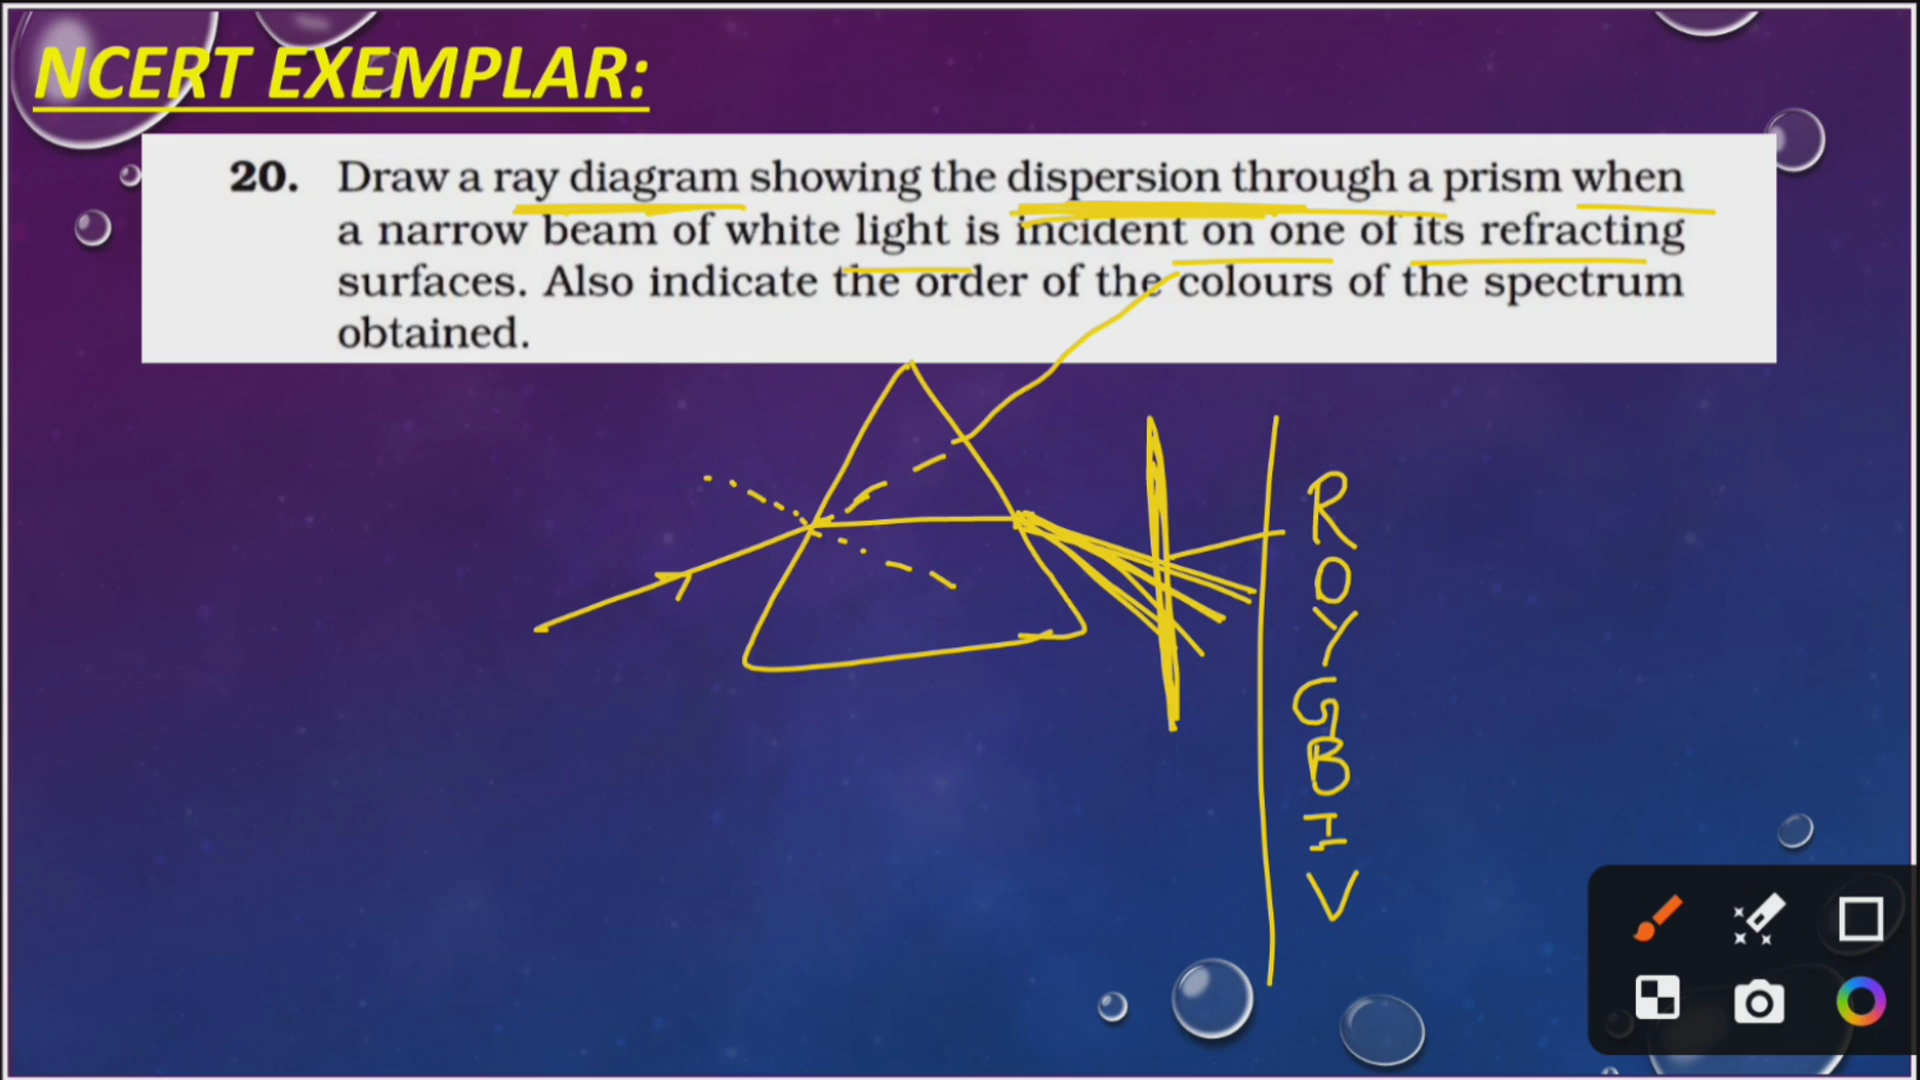 NCERT EXEMPLAR:
20. Draw a ray diagram showing the dispersion through a prism when
a narrow beam of white light is incident on one of its refracting
surfaces. Also indicate the order of the colours of the spectrum
obtained.
R
O
Y
G
B
I
V